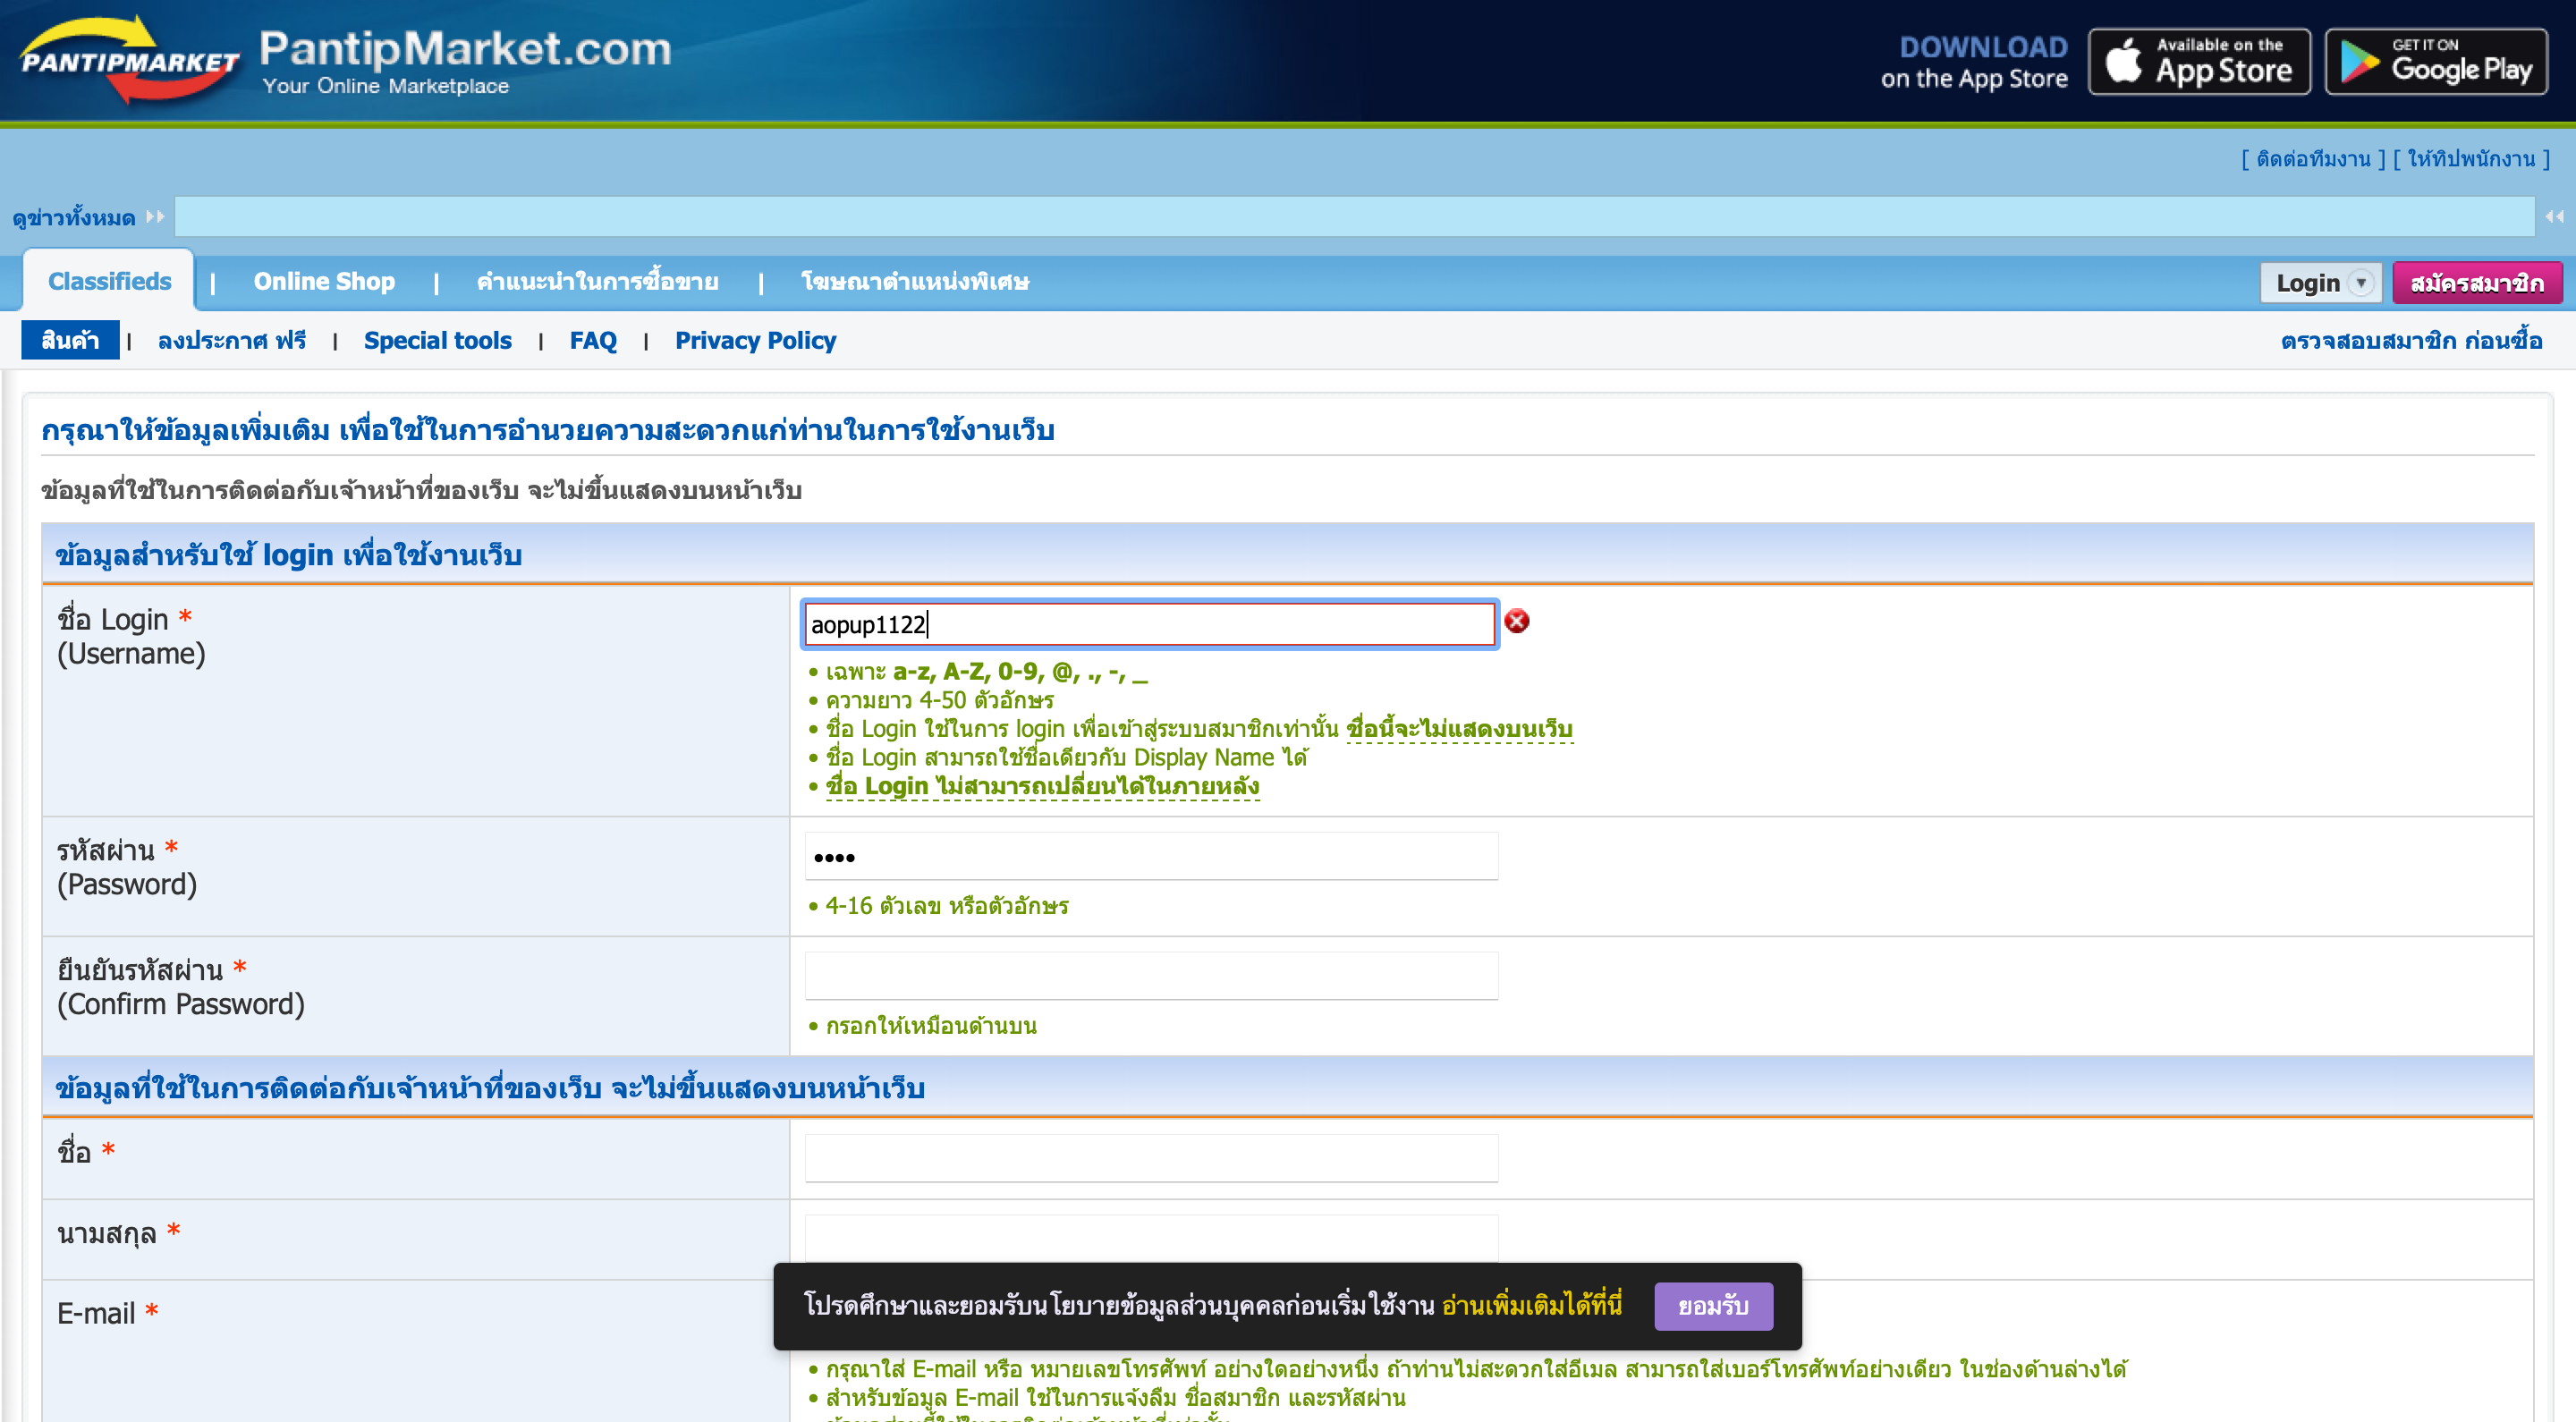 PANTIPMARKET
PantipMarket.com
Your Online Marketplace
DOWNLOAD
on the App Store
Available on the
App Store
GET IT ON
Google Play
[ ติดต่อทีมงาน ] [ ให้ทิปพนักงาน ]
ดูข่าวทั้งหมด
Classifieds | Online Shop | คำแนะนำในการซื้อขาย | โฆษณาตำแหน่งพิเศษ
Login
สมัครสมาชิก
สินค้า | ลงประกาศ ฟรี | Special tools | FAQ | Privacy Policy
ตรวจสอบสมาชิก ก่อนซื้อ
กรุณาให้ข้อมูลเพิ่มเติม เพื่อใช้ในการอำนวยความสะดวกแก่ท่านในการใช้งานเว็บ
ข้อมูลที่ใช้ในการติดต่อกับเจ้าหน้าที่ของเว็บ จะไม่ขึ้นแสดงบนหน้าเว็บ
ข้อมูลสำหรับใช้ login เพื่อใช้งานเว็บ
ชื่อ Login *
(Username)
aopup1122
• เฉพาะ a-z, A-Z, 0-9, @, ., -, _
• ความยาว 4-50 ตัวอักษร
• ชื่อ Login ใช้ในการ login เพื่อเข้าสู่ระบบสมาชิกเท่านั้น ชื่อนี้จะไม่แสดงบนเว็บ
• ชื่อ Login สามารถใช้ชื่อเดียวกับ Display Name ได้
• ชื่อ Login ไม่สามารถเปลี่ยนได้ในภายหลัง
รหัสผ่าน *
(Password)
••••
• 4-16 ตัวเลข หรือตัวอักษร
ยืนยันรหัสผ่าน *
(Confirm Password)
• กรอกให้เหมือนด้านบน
ข้อมูลที่ใช้ในการติดต่อกับเจ้าหน้าที่ของเว็บ จะไม่ขึ้นแสดงบนหน้าเว็บ
ชื่อ *
นามสกุล *
E-mail *
โปรดศึกษาและยอมรับนโยบายข้อมูลส่วนบุคคลก่อนเริ่มใช้งาน อ่านเพิ่มเติมได้ที่นี่
ยอมรับ
• กรุณาใส่ E-mail หรือ หมายเลขโทรศัพท์ อย่างใดอย่างหนึ่ง ถ้าท่านไม่สะดวกใส่อีเมล สามารถใส่เบอร์โทรศัพท์อย่างเดียว ในช่องด้านล่างได้
• สำหรับข้อมูล E-mail ใช้ในการแจ้งลืม ชื่อสมาชิก และรหัสผ่าน